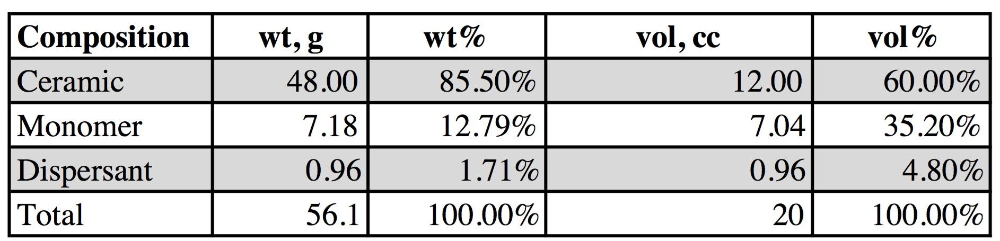 Composition wt, g wt% vol, cc vol%
Ceramic 48.00 85.50% 12.00 60.00%
Monomer 7.18 12.79% 7.04 35.20%
Dispersant 0.96 1.71% 0.96 4.80%
Total 56.1 100.00% 20 100.00%